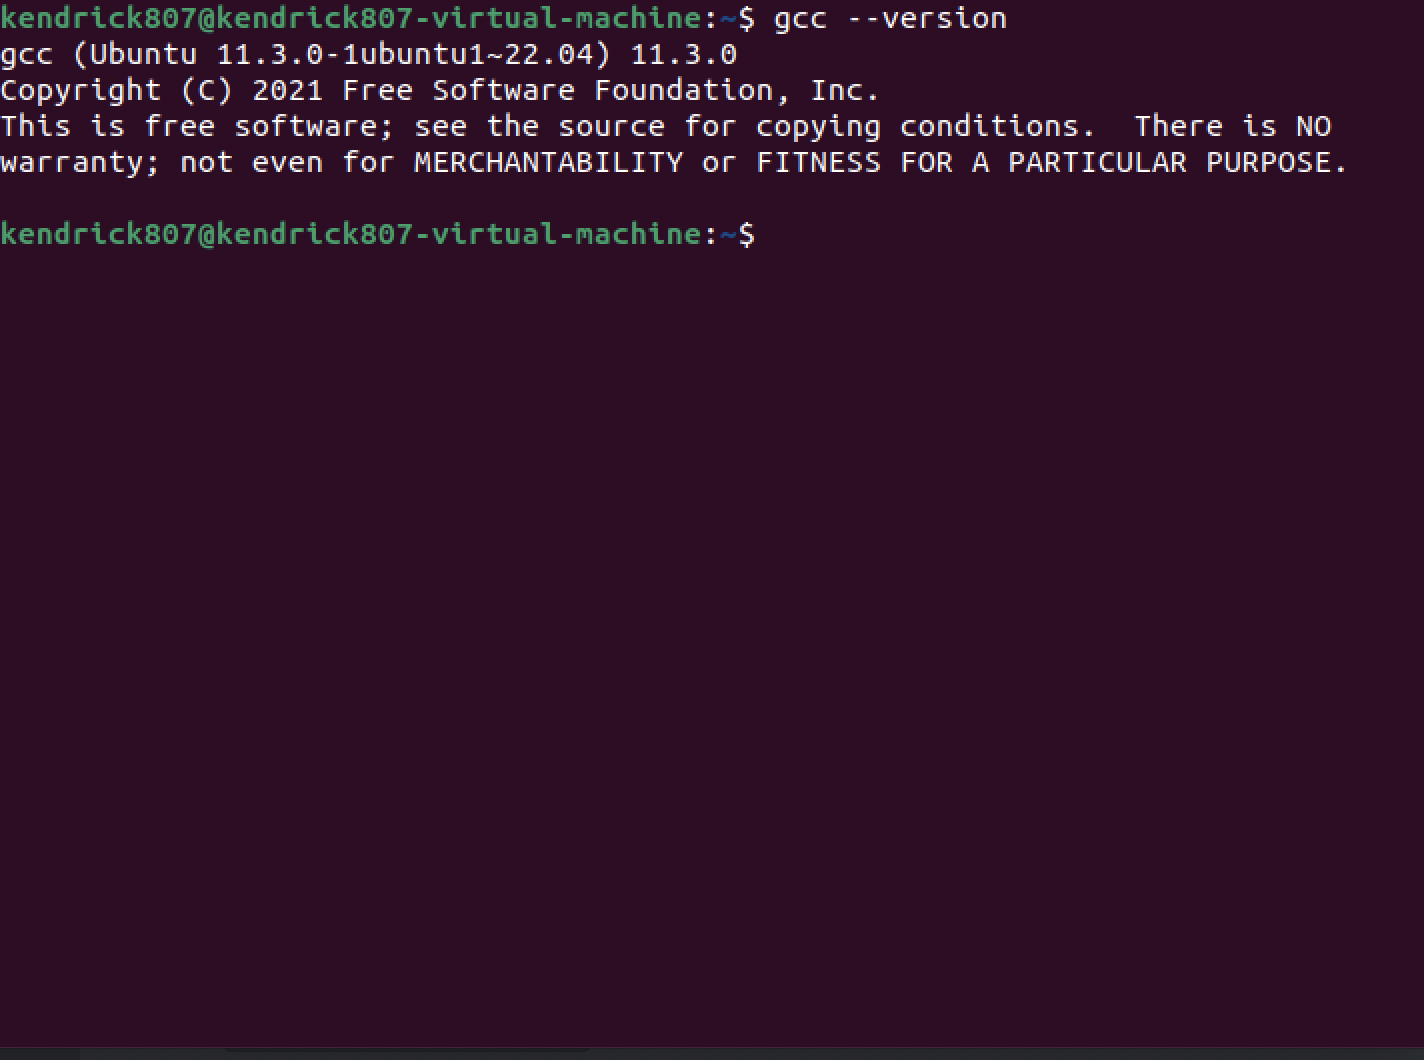 kendrick807@kendrick807-virtual-machine:~$ gcc --version
gcc (Ubuntu 11.3.0-1ubuntu1~22.04) 11.3.0
Copyright (C) 2021 Free Software Foundation, Inc.
This is free software; see the source for copying conditions.  There is NO
warranty; not even for MERCHANTABILITY or FITNESS FOR A PARTICULAR PURPOSE.

kendrick807@kendrick807-virtual-machine:~$